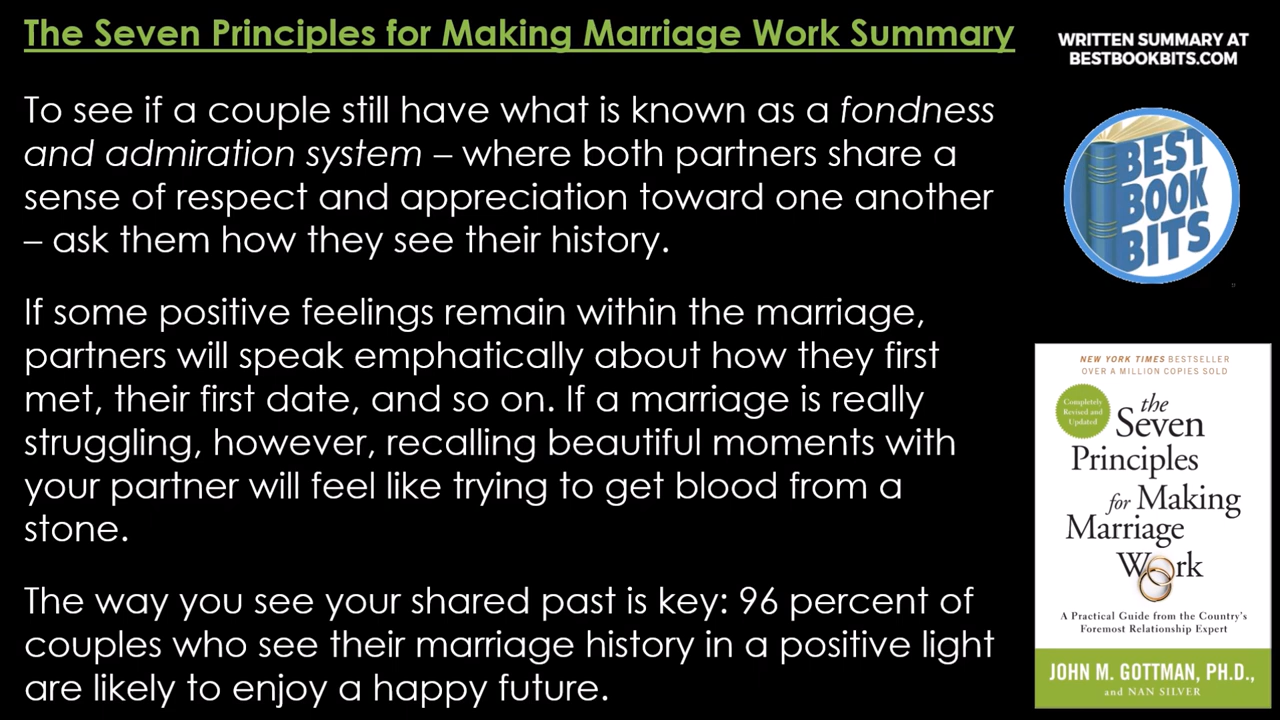 The Seven Principles for Making Marriage Work Summary
To see if a couple still have what is known as a fondness
and admiration system – where both partners share a
sense of respect and appreciation toward one another
– ask them how they see their history.
If some positive feelings remain within the marriage,
partners will speak emphatically about how they first
met, their first date, and so on. If a marriage is really
struggling, however, recalling beautiful moments with
your partner will feel like trying to get blood from a
stone.
The way you see your shared past is key: 96 percent of
couples who see their marriage history in a positive light
are likely to enjoy a happy future.
WRITTEN SUMMARY AT
BESTBOOKBITS.COM
BEST
BOOK
BITS
NEW YORK TIMES BESTSELLER
OVER A MILLION COPIES SOLD
Completely
Revised and
Updated
the
Seven
Principles
for Making
Marriage
Work
A Practical Guide from the Country's
Foremost Relationship Expert
JOHN M. GOTTMAN, PH.D.,
and NAN SILVER